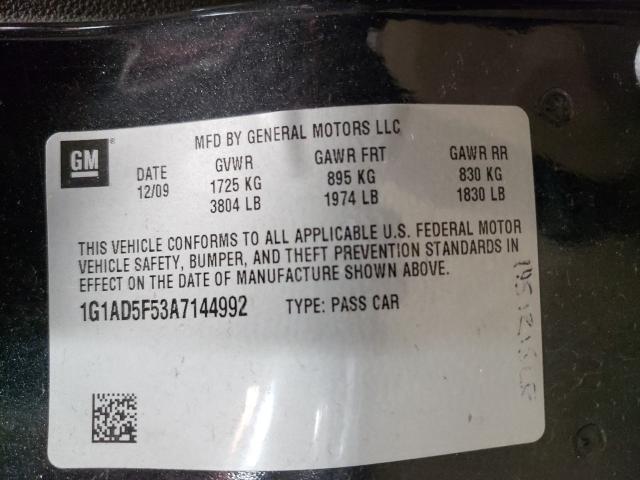 GM
MFD BY GENERAL MOTORS LLC
DATE GVWR GAWR FRT GAWR RR
12/09 1725 KG 895 KG 830 KG
3804 LB 1974 LB 1830 LB
THIS VEHICLE CONFORMS TO ALL APPLICABLE U.S. FEDERAL MOTOR
VEHICLE SAFETY, BUMPER, AND THEFT PREVENTION STANDARDS IN
EFFECT ON THE DATE OF MANUFACTURE SHOWN ABOVE.
1G1AD5F53A7144992 TYPE: PASS CAR